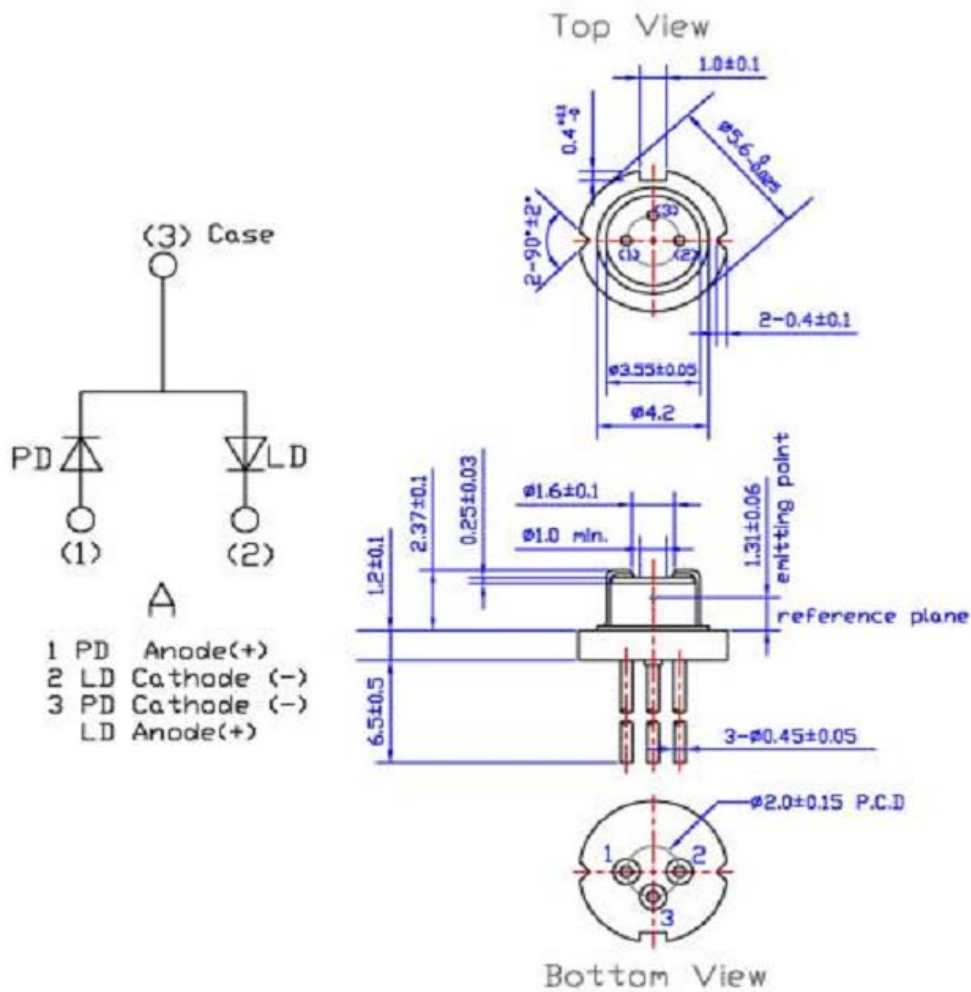 Top View
1.0±0.1
ø5.6 0 -0.025
2-90°±2°
(3)
(1)
(2)
2-0.4±0.1
ø3.55±0.05
ø4.2
(3) Case
PD
LD
(1)
(2)
A
1 PD Anode(+)
2 LD Cathode (-)
3 PD Cathode (-)
LD Anode(+)
1.2±0.1
2.37±0.1
0.25±0.03
ø1.6±0.1
ø1.0 min.
1.31±0.06
emitting point
reference plane
6.5±0.5
3-ø0.45±0.05
ø2.0±0.15 P.C.D
1
2
3
Bottom View